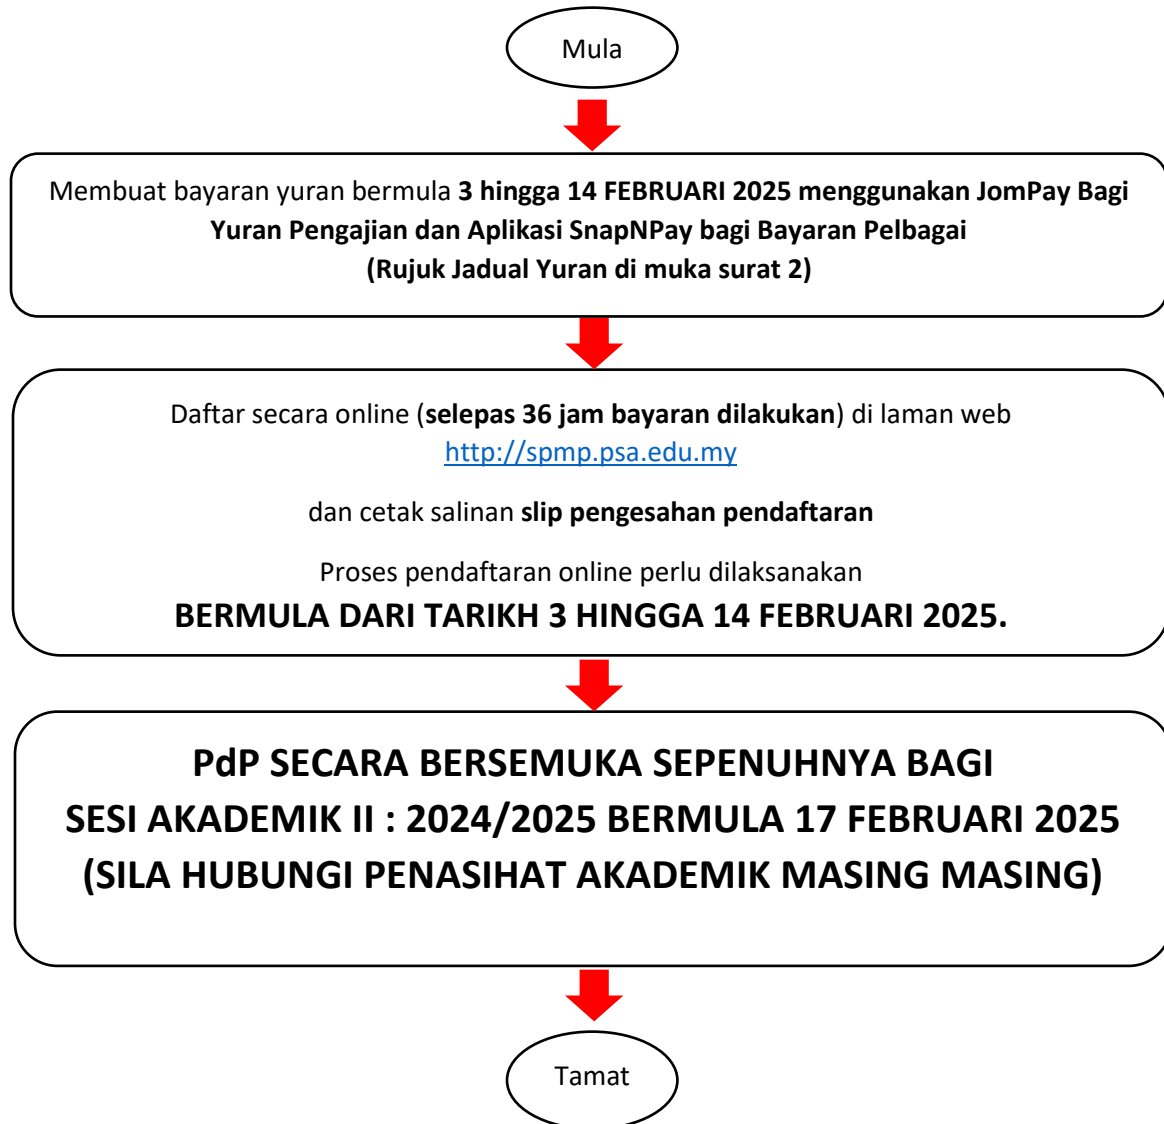 Mula
Membuat bayaran yuran bermula 3 hingga 14 FEBRUARI 2025 menggunakan JomPay Bagi
Yuran Pengajian dan Aplikasi SnapNPay bagi Bayaran Pelbagai
(Rujuk Jadual Yuran di muka surat 2)
Daftar secara online (selepas 36 jam bayaran dilakukan) di laman web
http://spmp.psa.edu.my
dan cetak salinan slip pengesahan pendaftaran
Proses pendaftaran online perlu dilaksanakan
BERMULA DARI TARIKH 3 HINGGA 14 FEBRUARI 2025.
PdP SECARA BERSEMUKA SEPENUHNYA BAGI
SESI AKADEMIK II : 2024/2025 BERMULA 17 FEBRUARI 2025
(SILA HUBUNGI PENASIHAT AKADEMIK MASING MASING)
Tamat